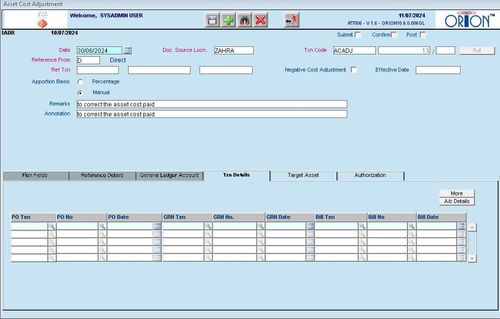 Asset Cost Adjustment
Welcome, SYSADMIN USER
11/07/2024
AT7006 - V 1.6 - ORION10.8.0.006GL
ORION™
BADR 10/07/2024
Submit Confirm Post
Date 30/06/2024 Doc. Source Locn. ZAHRA Txn Code ACADJ 13 / Pull
Reference From D Direct
Ref Txn Negative Cost Adjustment Effective Date
Apportion Basis Percentage
Manual
Remarks to correct the asset cost paid
Annotation to correct the asset cost paid
Flex Fields Reference Details General Ledger Account Txn Details Target Asset Authorization
More
A/c Details
PO Txn PO No PO Date GRN Txn GRN No. GRN Date Bill Txn Bill No Bill Date